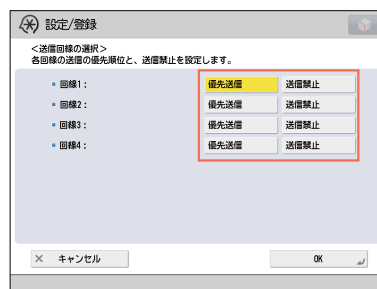 設定/登録
<送信回線の選択>
各回線の送信の優先順位と、送信禁止を設定します。
▪ 回線1: 優先送信 送信禁止
▪ 回線2: 優先送信 送信禁止
▪ 回線3: 優先送信 送信禁止
▪ 回線4: 優先送信 送信禁止
× キャンセル OK